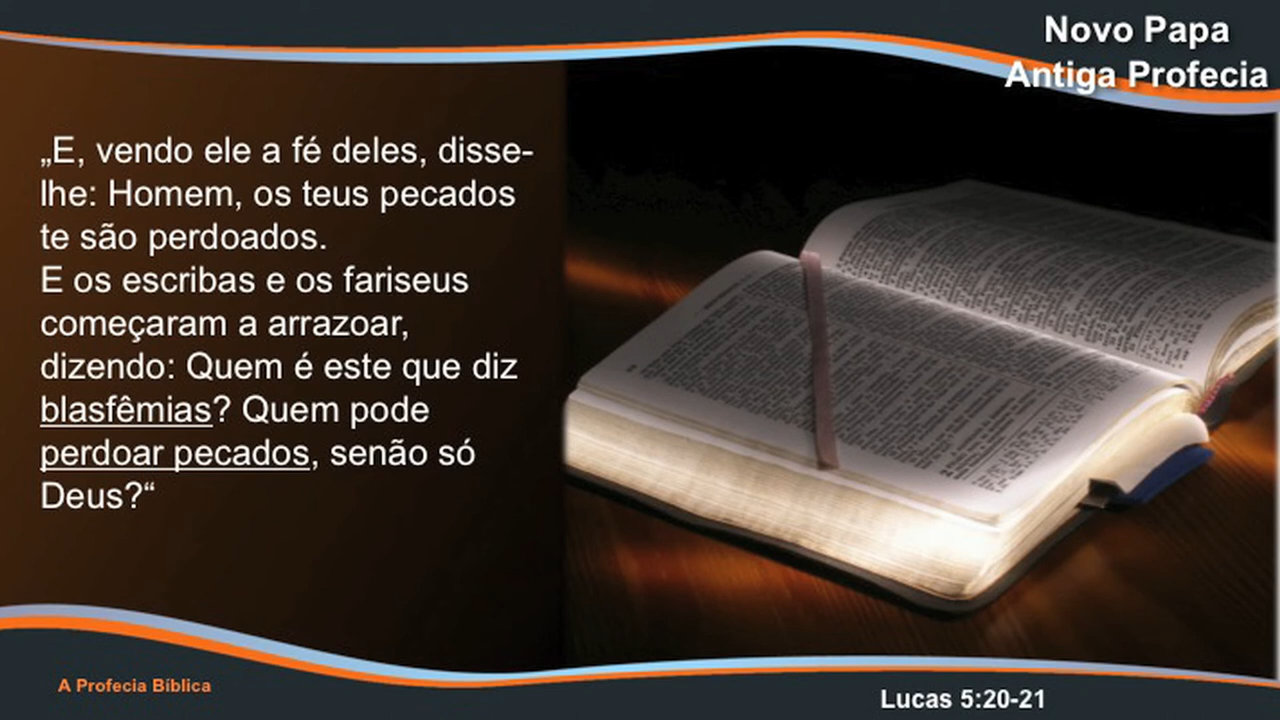 Novo Papa
Antiga Profecia
„E, vendo ele a fé deles, disse-
lhe: Homem, os teus pecados
te são perdoados.
E os escribas e os fariseus
começaram a arrazoar,
dizendo: Quem é este que diz
blasfêmias? Quem pode
perdoar pecados, senão só
Deus?“
A Profecia Bíblica
Lucas 5:20-21